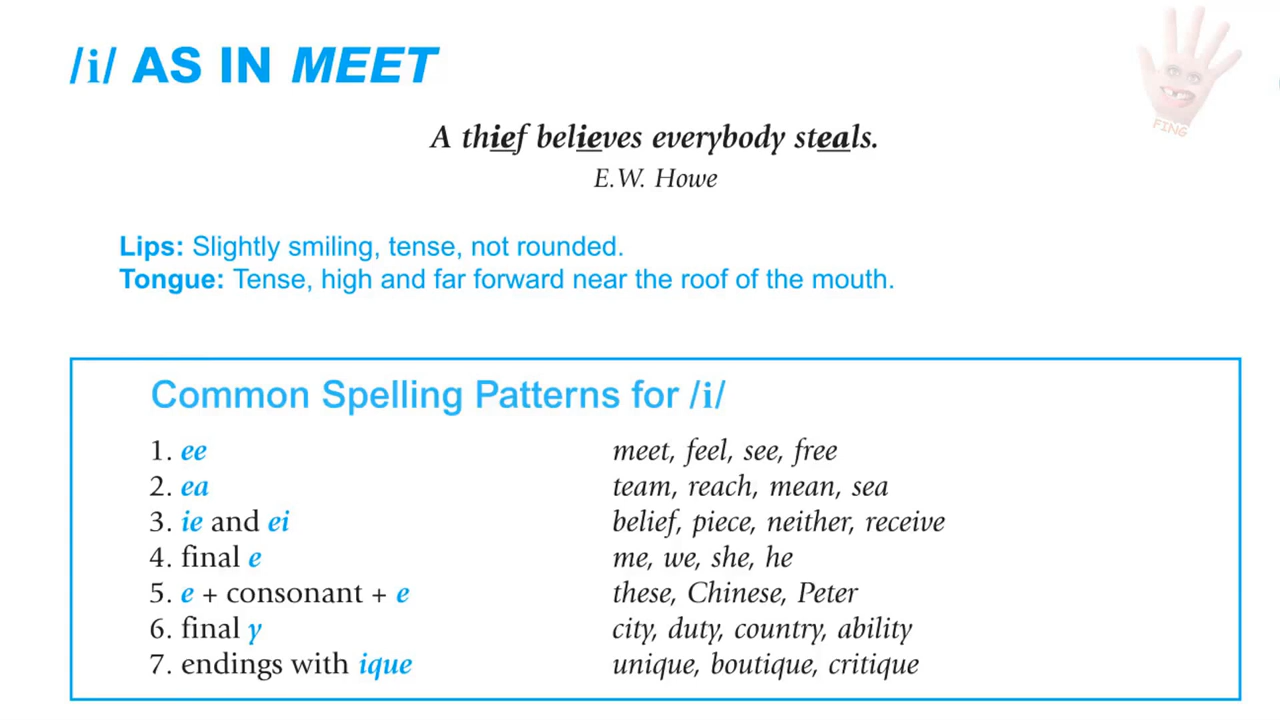 /i/ AS IN MEET
FING
A thief believes everybody steals.
E.W. Howe
Lips: Slightly smiling, tense, not rounded.
Tongue: Tense, high and far forward near the roof of the mouth.
Common Spelling Patterns for /i/
1. ee meet, feel, see, free
2. ea team, reach, mean, sea
3. ie and ei belief, piece, neither, receive
4. final e me, we, she, he
5. e + consonant + e these, Chinese, Peter
6. final y city, duty, country, ability
7. endings with ique unique, boutique, critique